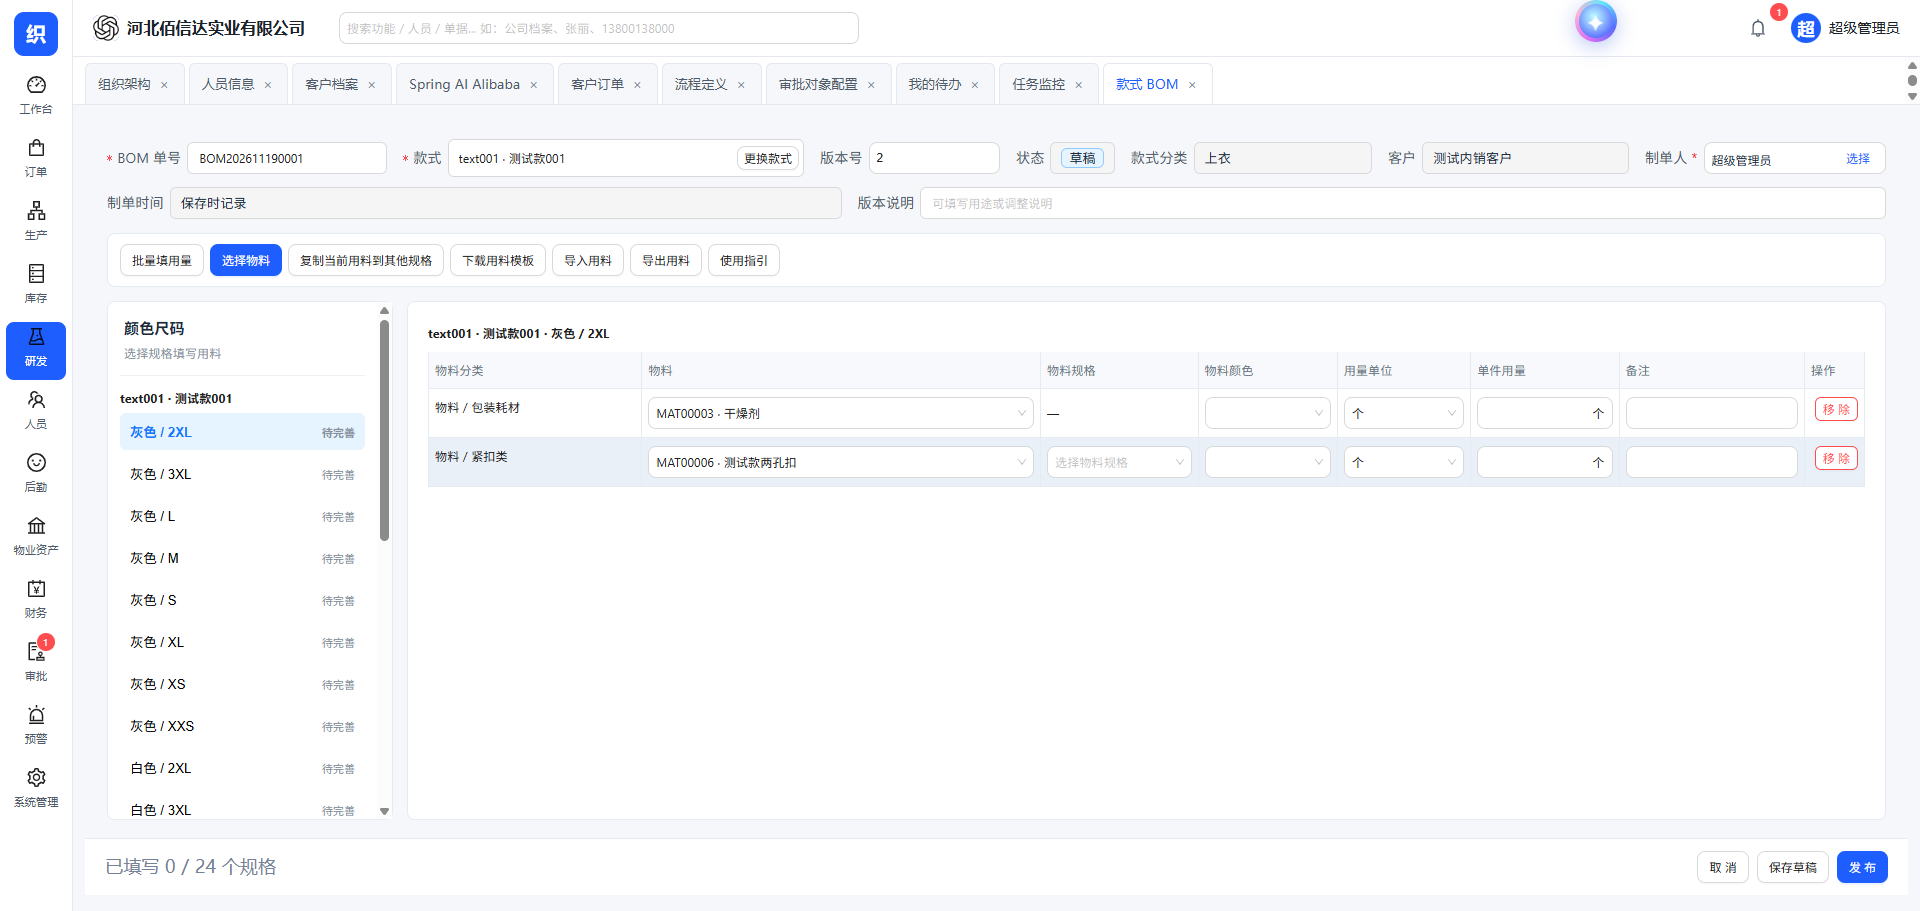 织
河北佰信达实业有限公司
搜索功能 / 人员 / 单据... 如：公司档案、张丽、13800138000
1
超
超级管理员
工作台
订单
生产
库存
研发
人员
后勤
物业资产
财务
1
审批
预警
系统管理
组织架构 ×
人员信息 ×
客户档案 ×
Spring AI Alibaba ×
客户订单 ×
流程定义 ×
审批对象配置 ×
我的待办 ×
任务监控 ×
款式 BOM ×
* BOM 单号 BOM202611190001
* 款式 text001 · 测试款001 更换款式
版本号 2
状态 草稿
款式分类 上衣
客户 测试内销客户
制单人 * 超级管理员 选择
制单时间 保存时记录
版本说明 可填写用途或调整说明
批量填用量 选择物料 复制当前用料到其他规格 下载用料模板 导入用料 导出用料 使用指引
颜色尺码
选择规格填写用料
text001 · 测试款001
灰色 / 2XL 待完善
灰色 / 3XL 待完善
灰色 / L 待完善
灰色 / M 待完善
灰色 / S 待完善
灰色 / XL 待完善
灰色 / XS 待完善
灰色 / XXS 待完善
白色 / 2XL 待完善
白色 / 3XL 待完善
text001 · 测试款001 · 灰色 / 2XL
物料分类 物料 物料规格 物料颜色 用量单位 单件用量 备注 操作
物料 / 包装耗材 MAT00003 · 干燥剂 — 个 个 移 除
物料 / 紧扣类 MAT00006 · 测试款两孔扣 选择物料规格 个 个 移 除
已填写 0 / 24 个规格
取 消 保存草稿 发 布